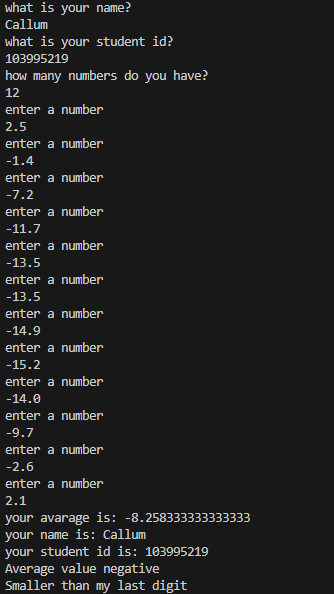 what is your name?
Callum
what is your student id?
103995219
how many numbers do you have?
12
enter a number
2.5
enter a number
-1.4
enter a number
-7.2
enter a number
-11.7
enter a number
-13.5
enter a number
-13.5
enter a number
-14.9
enter a number
-15.2
enter a number
-14.0
enter a number
-9.7
enter a number
-2.6
enter a number
2.1
your avarage is: -8.258333333333333
your name is: Callum
your student id is: 103995219
Average value negative
Smaller than my last digit